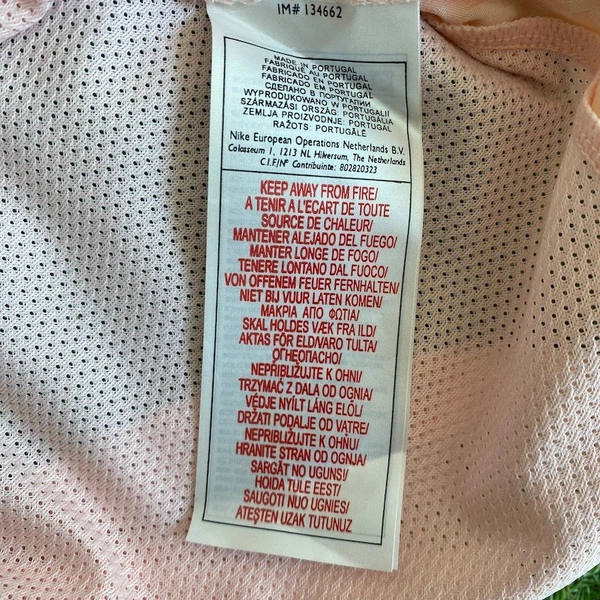 IM# 134662
MADE IN PORTUGAL
FABRIQUÉ AU PORTUGAL
FABRICADO EN PORTUGAL
FABRICADO EM PORTUGAL
СДЕЛАНО В ПОРТУГАЛИИ
WYPRODUKOWANO W PORTUGALII
SZÁRMAZÁSI ORSZÁG: PORTUGÁLIA
ZEMLJA PROIZVODNJE: PORTUGAL
RAŽOTS: PORTUGĀLĒ
Nike European Operations Netherlands B.V.
Colosseum 1, 1213 NL Hilversum, The Netherlands
C.I.F./N° Contribuinte: 802820323
KEEP AWAY FROM FIRE/
A TENIR A L'ECART DE TOUTE
SOURCE DE CHALEUR/
MANTENER ALEJADO DEL FUEGO/
MANTER LONGE DE FOGO/
TENERE LONTANO DAL FUOCO/
VON OFFENEM FEUER FERNHALTEN/
NIET BIJ VUUR LATEN KOMEN/
ΜΑΚΡΙΑ ΑΠΟ ΦΩΤΙΑ/
SKAL HOLDES VÆK FRA ILD/
AKTAS FÖR ELD/VARO TULTA/
ОГНЕОПАСНО/
NEPŘIBLIŽUJTE K OHNI/
TRZYMAĆ Z DALA OD OGNIA/
VÉDJE NYÍLT LÁNG ELŐL/
DRŽATI PODALJE OD VATRE/
NEPRIBLIŽUJTE K OHŇU/
HRANITE STRAN OD OGNJA/
SARGĀT NO UGUNS!/
HOIDA TULE EEST/
SAUGOTI NUO UGNIES/
ATEŞTEN UZAK TUTUNUZ